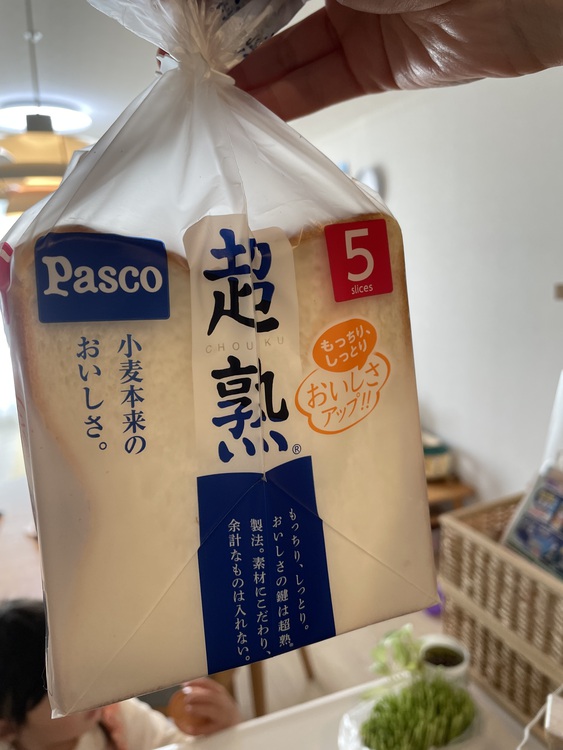 Pasco
小麦本来の
おいしさ。
超熟
CHOUJUKU
®
5
slices
もっちり、
しっとり
おいしさ
アップ!!
もっちり、しっとり。
おいしさの鍵は超熟
製法。素材にこだわり、
余計なものは入れない。